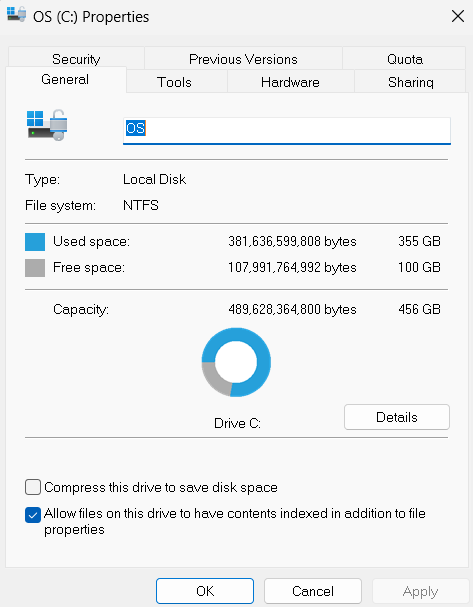 OS (C:) Properties
Security Previous Versions Quota
General Tools Hardware Sharing
OS
Type: Local Disk
File system: NTFS
Used space: 381,636,599,808 bytes 355 GB
Free space: 107,991,764,992 bytes 100 GB
Capacity: 489,628,364,800 bytes 456 GB
Drive C:
Details
Compress this drive to save disk space
Allow files on this drive to have contents indexed in addition to file
properties
OK Cancel Apply